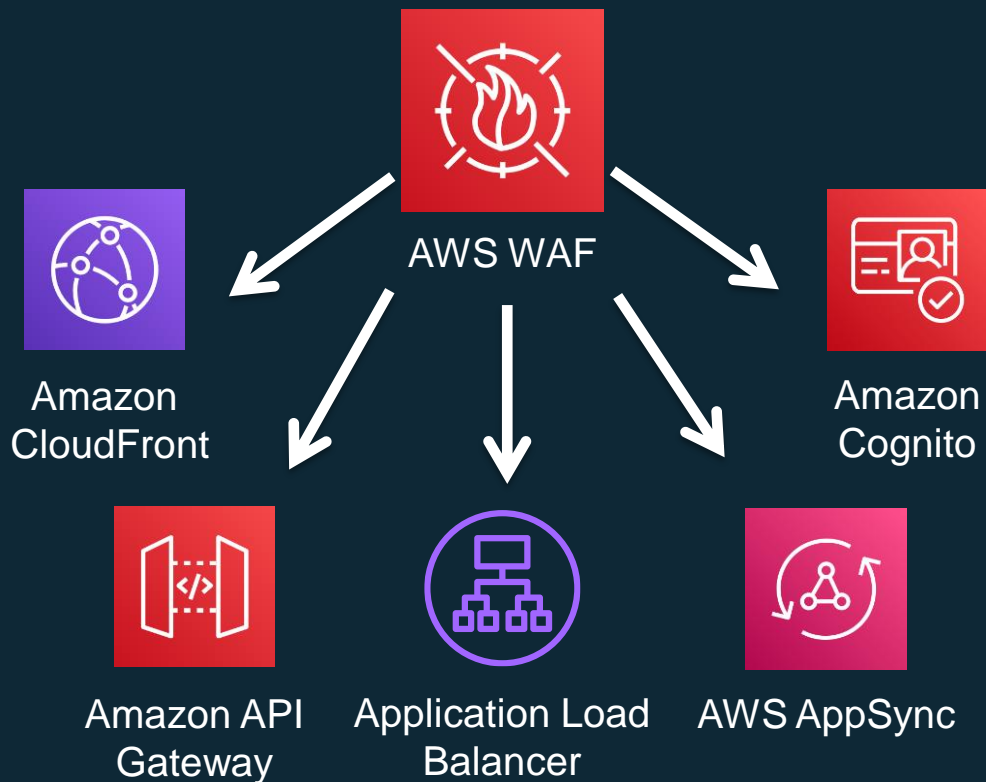 AWS WAF
Amazon
CloudFront
Amazon
Cognito
</>
Amazon API
Gateway
Application Load
Balancer
AWS AppSync